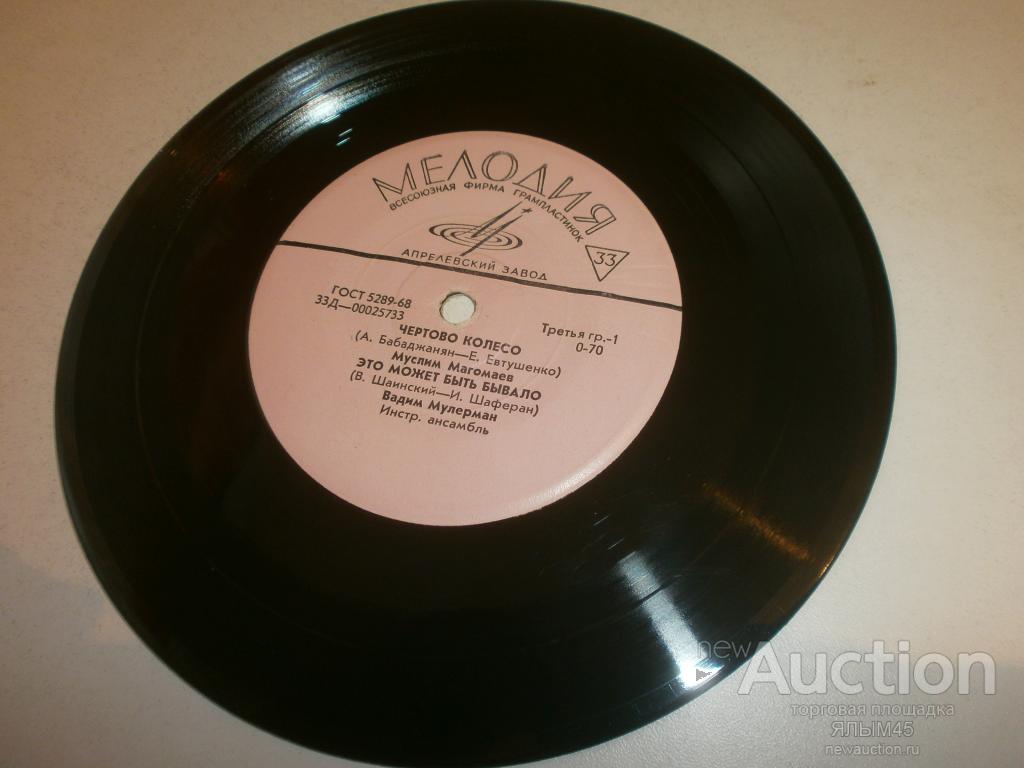 МЕЛОДИЯ
ВСЕСОЮЗНАЯ ФИРМА ГРАМПЛАСТИНОК
33
АПРЕЛЕВСКИЙ ЗАВОД
ГОСТ 5289-68
33Д—00025733
Третья гр.-1
0-70
ЧЕРТОВО КОЛЕСО
(А. Бабаджанян—Е. Евтушенко)
Муслим Магомаев
ЭТО МОЖЕТ БЫТЬ БЫВАЛО
(В. Шаинский—И. Шаферан)
Вадим Мулерман
Инстр. ансамбль
newAuction
торговая площадка
ЯЛЫМ45
newauction.ru